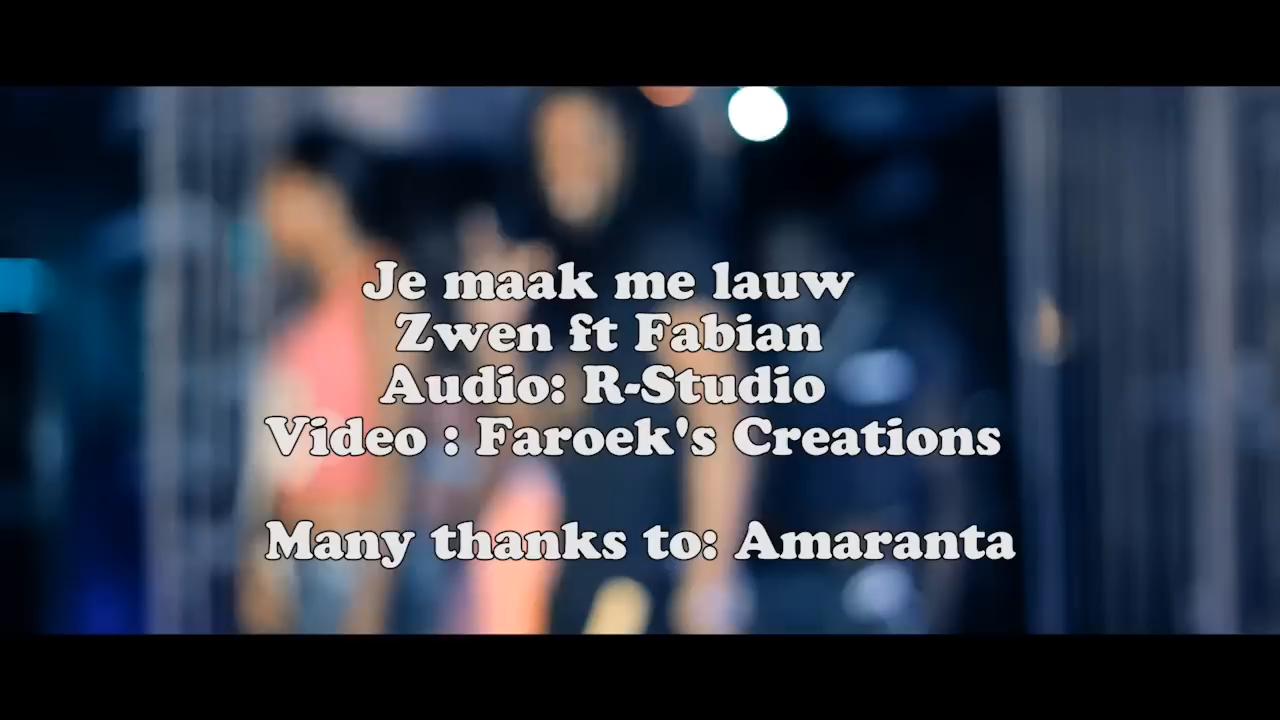 Je maak me lauw
Zwen ft Fabian
Audio: R-Studio
Video : Faroek's Creations
Many thanks to: Amaranta